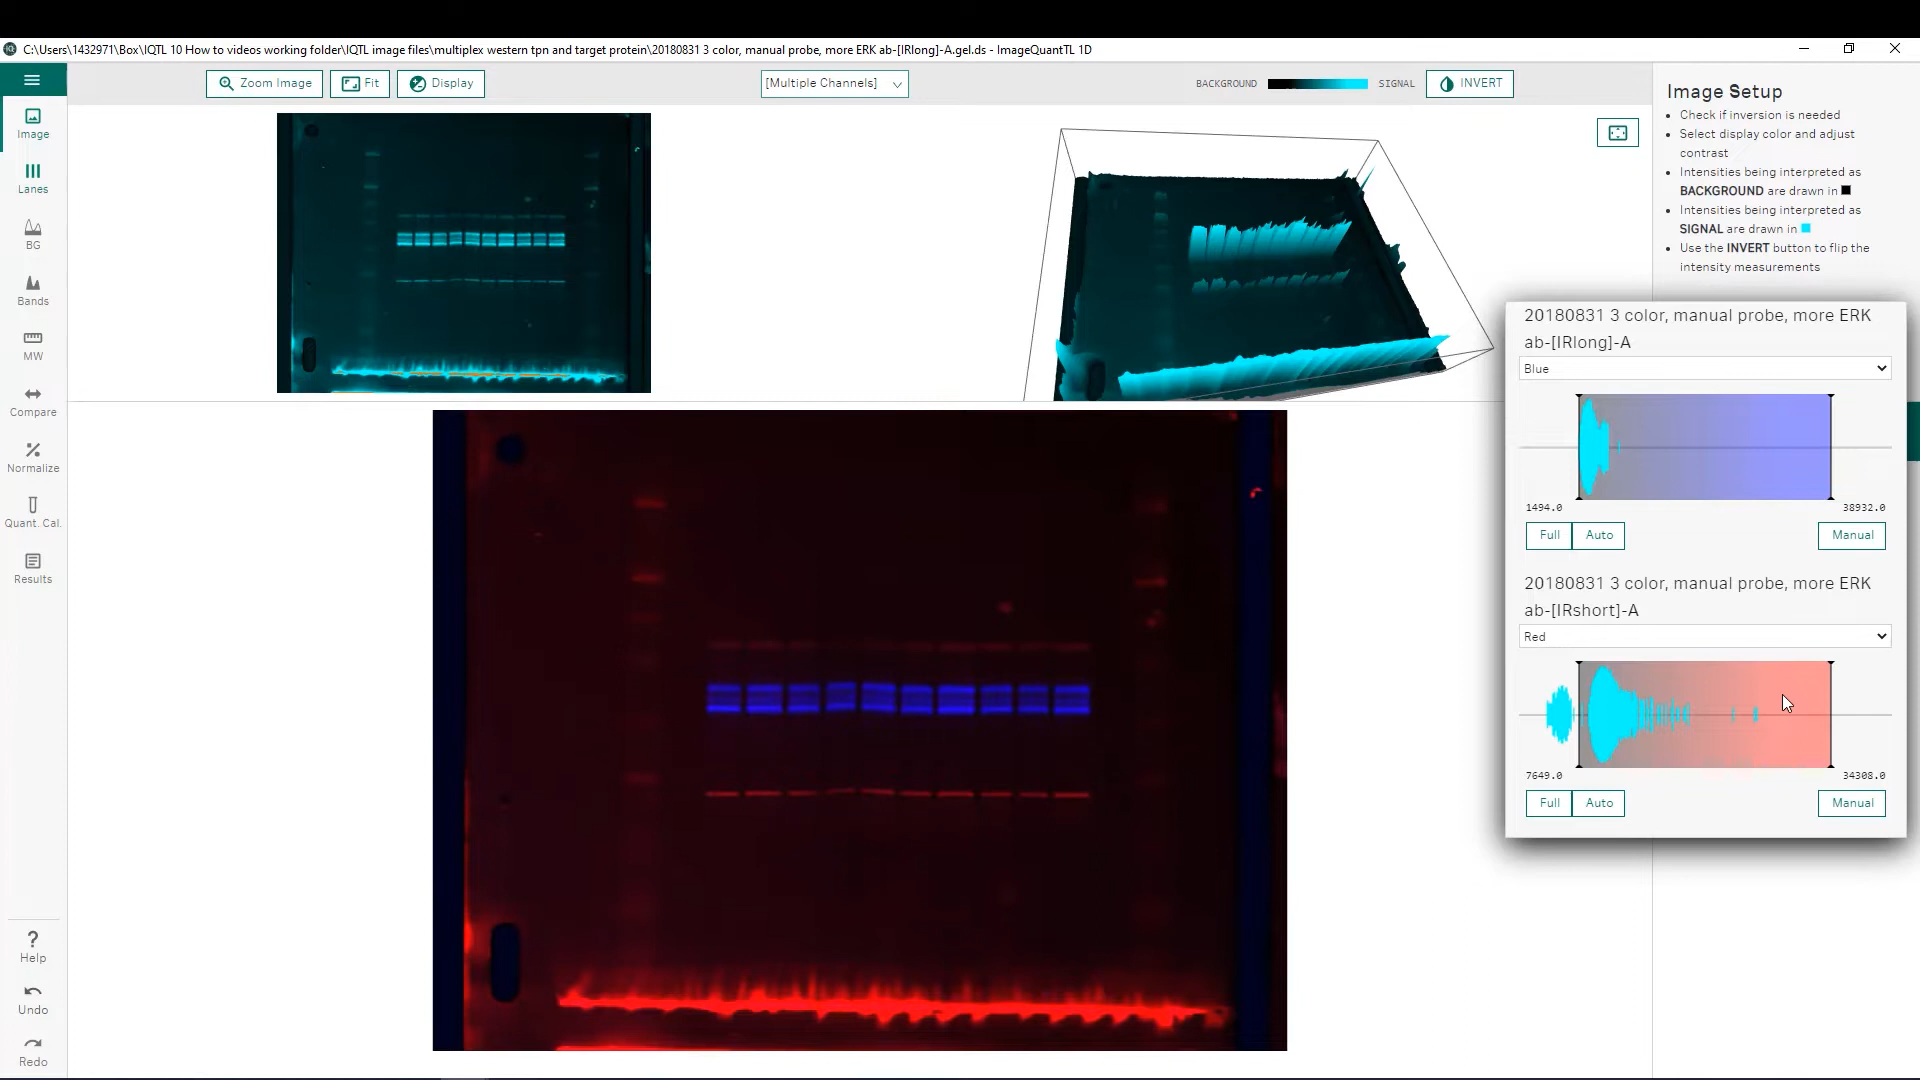 C:\Users\1432971\Box\IQTL 10 How to videos working folder\IQTL image files\multiplex western tpn and target protein\20180831 3 color, manual probe, more ERK ab-[IRlong]-A.gel.ds - ImageQuantTL 1D
Zoom Image
Fit
Display
[Multiple Channels]
BACKGROUND
SIGNAL
INVERT
Image
Lanes
BG
Bands
MW
Compare
Normalize
Quant. Cal.
Results
Help
Undo
Redo
Image Setup
• Check if inversion is needed
• Select display color and adjust
contrast
• Intensities being interpreted as
BACKGROUND are drawn in
• Intensities being interpreted as
SIGNAL are drawn in
• Use the INVERT button to flip the
intensity measurements
20180831 3 color, manual probe, more ERK
ab-[IRlong]-A
Blue
1494.0 38932.0
Full Auto Manual
20180831 3 color, manual probe, more ERK
ab-[IRshort]-A
Red
7649.0 34308.0
Full Auto Manual